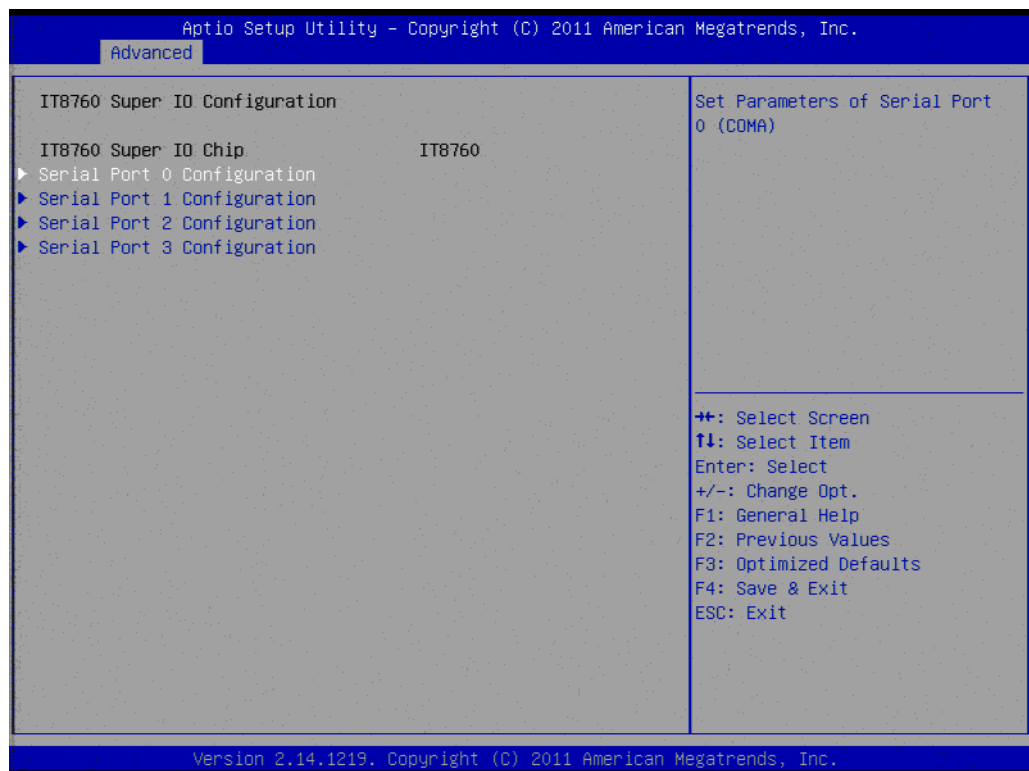 Aptio Setup Utility – Copyright (C) 2011 American Megatrends, Inc.
Advanced
IT8760 Super IO Configuration
IT8760 Super IO Chip IT8760
Serial Port 0 Configuration
Serial Port 1 Configuration
Serial Port 2 Configuration
Serial Port 3 Configuration
Set Parameters of Serial Port
0 (COMA)
→←: Select Screen
↑↓: Select Item
Enter: Select
+/-: Change Opt.
F1: General Help
F2: Previous Values
F3: Optimized Defaults
F4: Save & Exit
ESC: Exit
Version 2.14.1219. Copyright (C) 2011 American Megatrends, Inc.